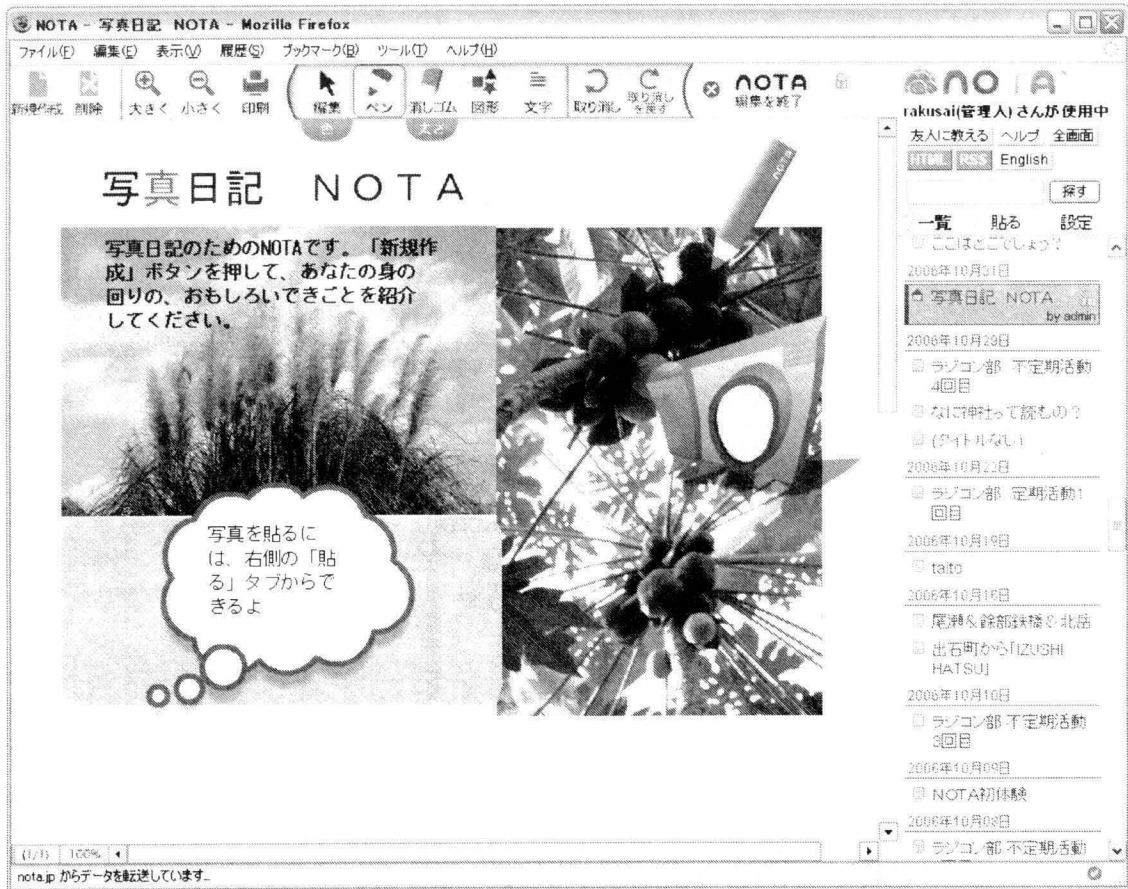 NOTA - 写真日記 NOTA - Mozilla Firefox
ファイル(F) 編集(E) 表示(V) 履歴(S) ブックマーク(B) ツール(T) ヘルプ(H)
新規作成 削除 大きく 小さく 印刷 編集 ペン 消しゴム 図形 文字 取り消し 取り消しを戻す NOTA 編集を終了
色 太さ
NOTA
rakusai(管理人)さんが使用中
友人に教える ヘルプ 全画面
HTML RSS English
探す
一覧 貼る 設定
写真日記 NOTA
写真日記のためのNOTAです。「新規作
成」ボタンを押して、あなたの身の
回りの、おもしろいできごとを紹介
してください。
写真を貼るに
は、右側の「貼
る」タブからで
きるよ
NOTA
ここはどこでしょう?
2006年10月31日
写真日記 NOTA
by admin
2006年10月29日
ラジコン部 不定期活動
4回目
なに神社って読むの?
(タイトルなし)
2006年10月22日
ラジコン部 定期活動1
回目
2006年10月19日
taito
2006年10月16日
尾瀬&餘部鉄橋&北岳
出石町から「IZUSHI
HATSU」
2006年10月10日
ラジコン部 不定期活動
3回目
2006年10月09日
NOTA初体験
2006年10月08日
ラジコン部 不定期活動
(1/1) 100%
nota.jp からデータを転送しています...